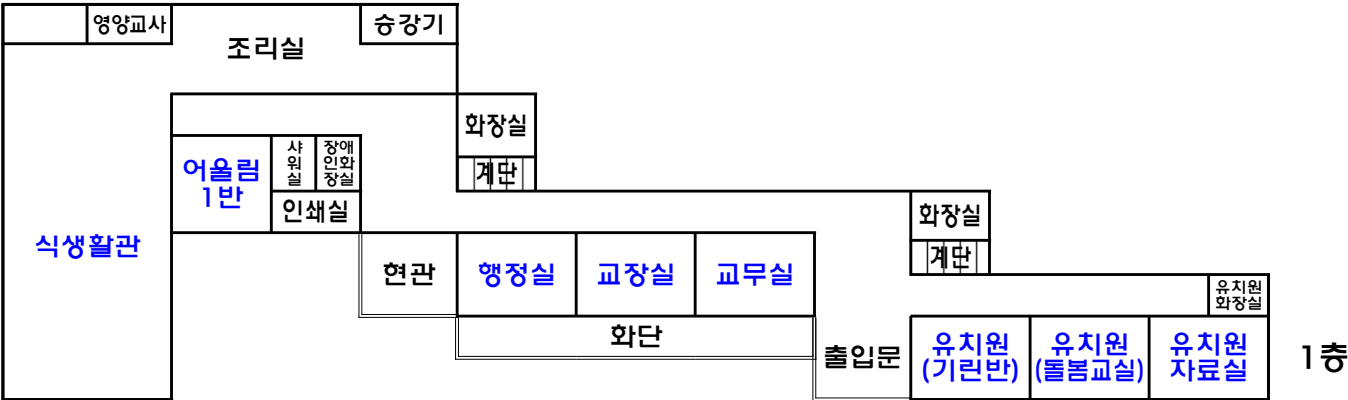 영양교사
조리실
승강기
화장실
계단
샤
워
실
장애
인화
장실
어울림
1반
인쇄실
식생활관
화장실
계단
현관
행정실
교장실
교무실
유치원
화장실
화단
출입문
유치원
(기린반)
유치원
(돌봄교실)
유치원
자료실
1층